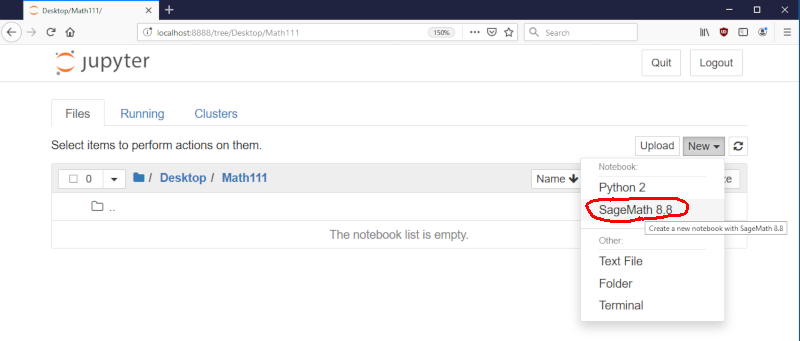 Desktop/Math111/
localhost:8888/tree/Desktop/Math111
150%
Search
jupyter
Quit
Logout
Files
Running
Clusters
Select items to perform actions on them.
Upload
New
0
/ Desktop / Math111
Name
Notebook:
Python 2
SageMath 8.8
Create a new notebook with SageMath 8.8
..
The notebook list is empty.
Other:
Text File
Folder
Terminal